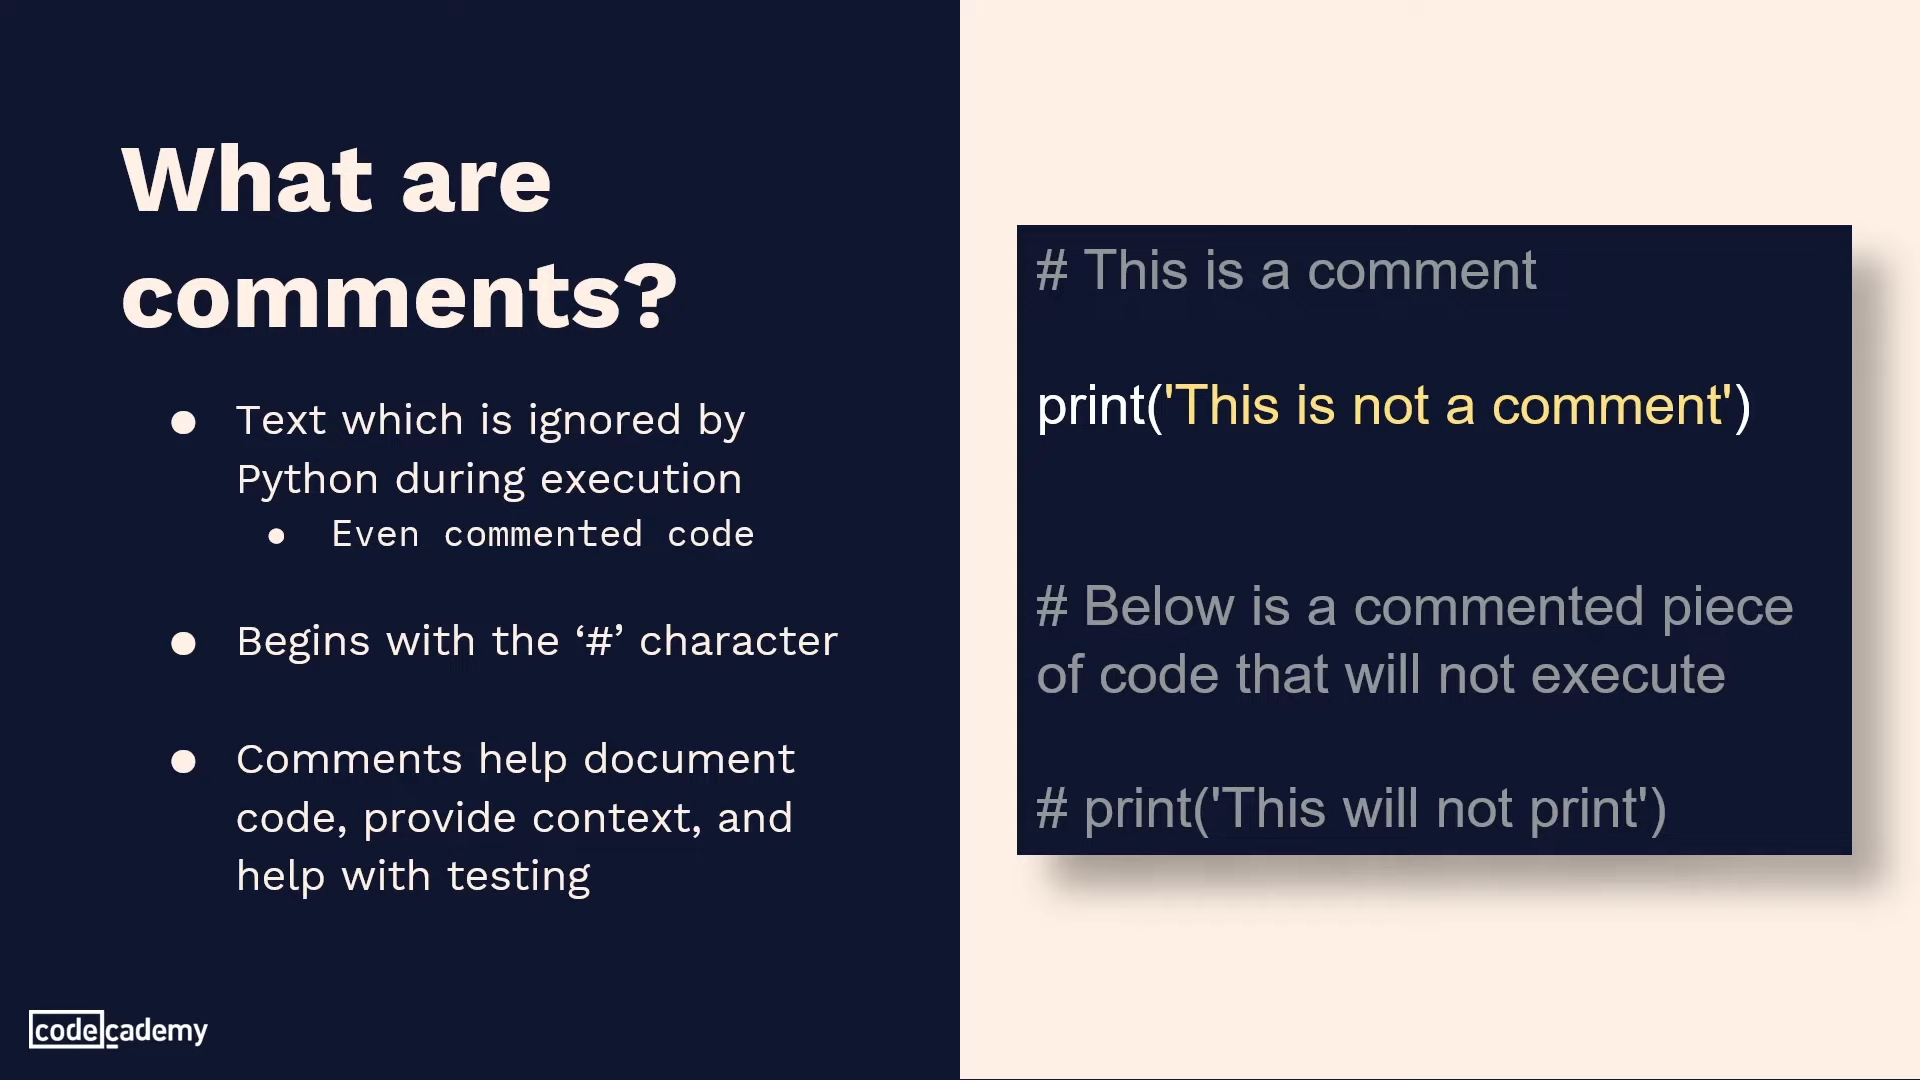 What are
comments?
● Text which is ignored by
Python during execution
● Even commented code
● Begins with the ‘#’ character
● Comments help document
code, provide context, and
help with testing
codecademy
# This is a comment
print('This is not a comment')
# Below is a commented piece
of code that will not execute
# print('This will not print')